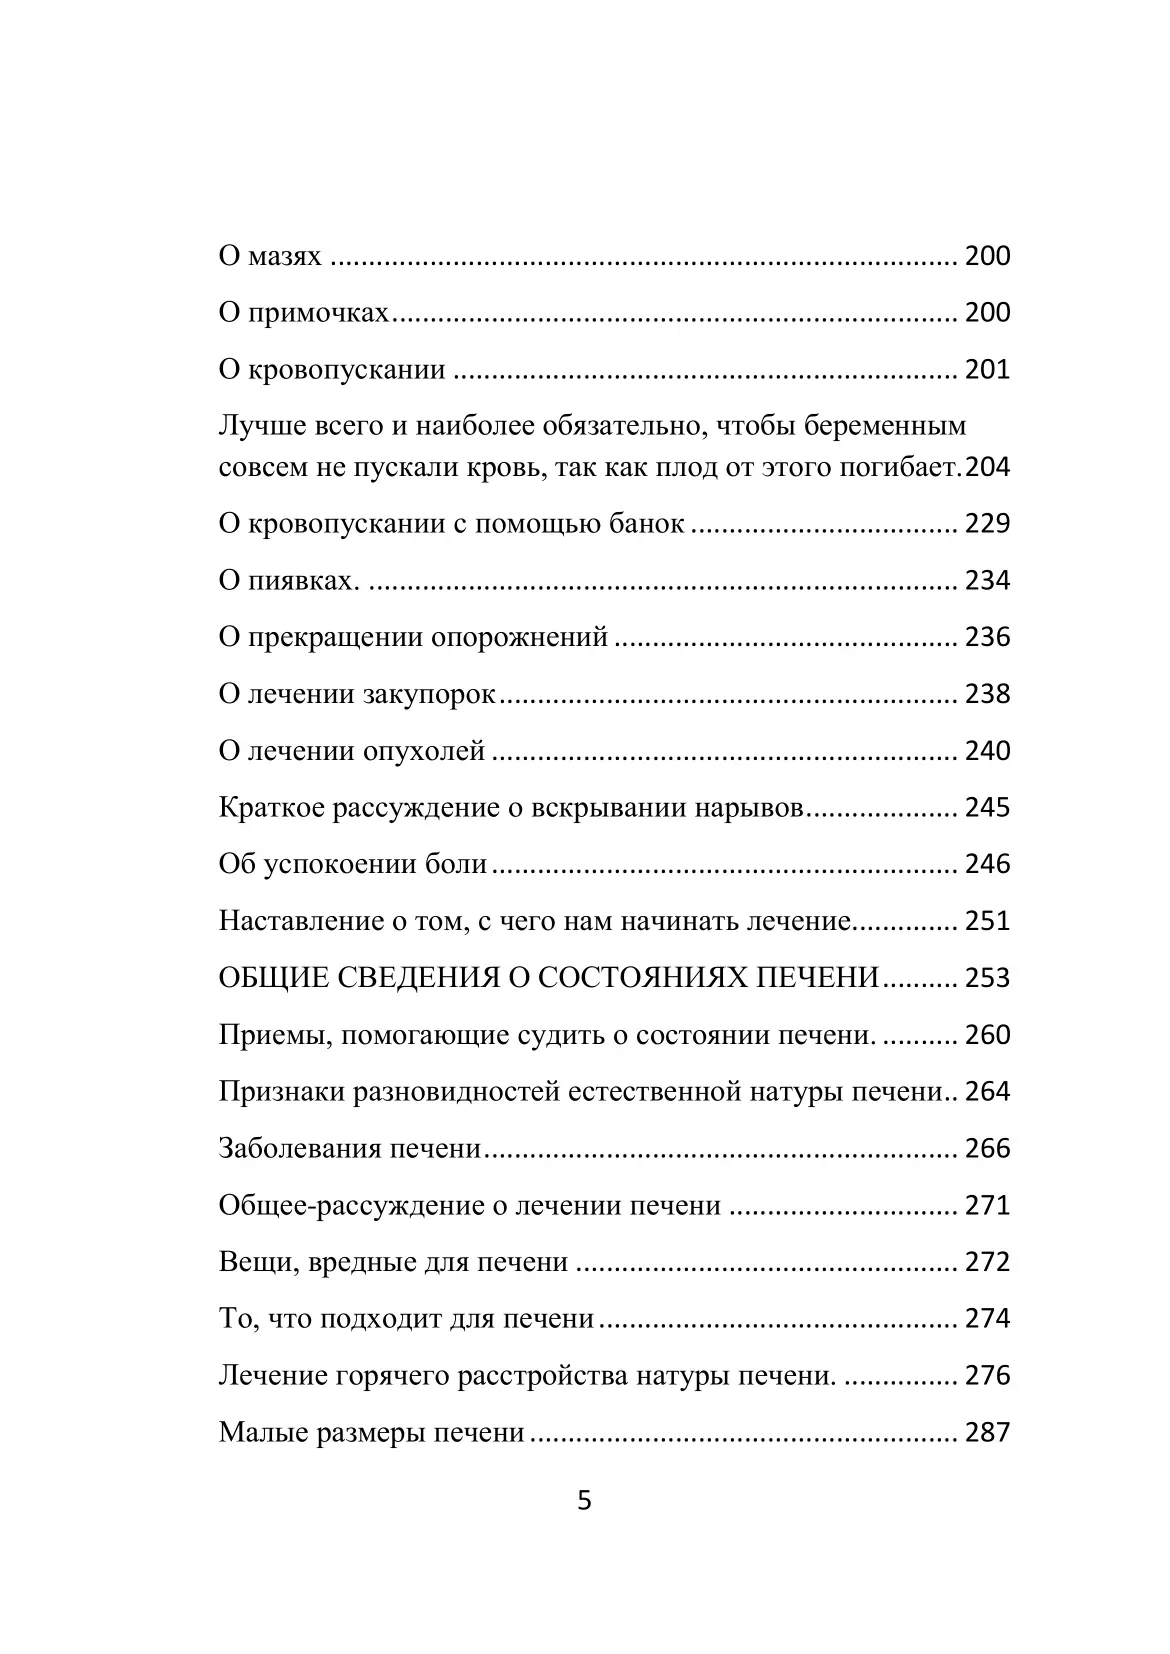 О мазях ................................................................................. 200
О примочках......................................................................... 200
О кровопускании ................................................................. 201
Лучше всего и наиболее обязательно, чтобы беременным
совсем не пускали кровь, так как плод от этого погибает.204
О кровопускании с помощью банок ................................... 229
О пиявках. ............................................................................ 234
О прекращении опорожнений ............................................. 236
О лечении закупорок............................................................ 238
О лечении опухолей ............................................................. 240
Краткое рассуждение о вскрывании нарывов.................... 245
Об успокоении боли............................................................. 246
Наставление о том, с чего нам начинать лечение.............. 251
ОБЩИЕ СВЕДЕНИЯ О СОСТОЯНИЯХ ПЕЧЕНИ.......... 253
Приемы, помогающие судить о состоянии печени. .......... 260
Признаки разновидностей естественной натуры печени.. 264
Заболевания печени.............................................................. 266
Общее-рассуждение о лечении печени .............................. 271
Вещи, вредные для печени .................................................. 272
То, что подходит для печени............................................... 274
Лечение горячего расстройства натуры печени. ............... 276
Малые размеры печени........................................................ 287
5